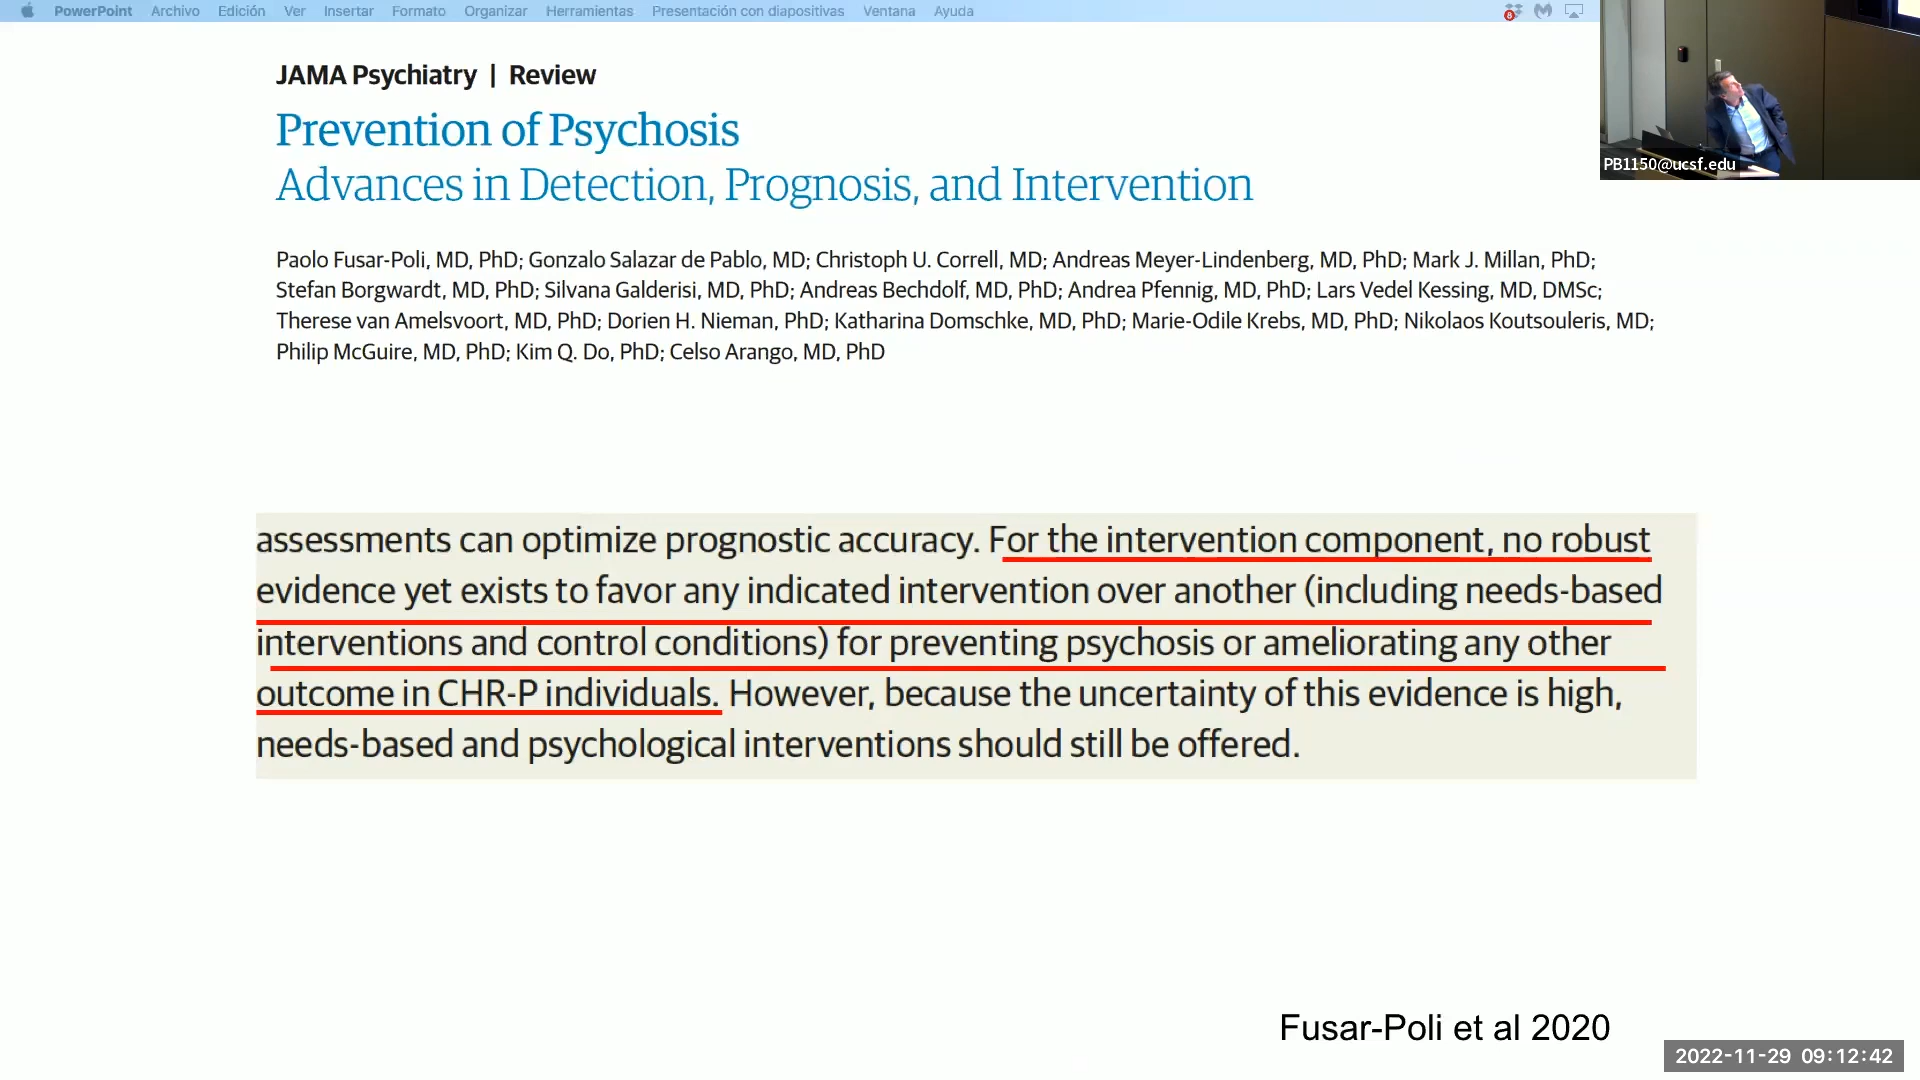 PowerPoint Archivo Edición Ver Insertar Formato Organizar Herramientas Presentación con diapositivas Ventana Ayuda
8
PB1150@ucsf.edu
JAMA Psychiatry | Review
Prevention of Psychosis
Advances in Detection, Prognosis, and Intervention
Paolo Fusar-Poli, MD, PhD; Gonzalo Salazar de Pablo, MD; Christoph U. Correll, MD; Andreas Meyer-Lindenberg, MD, PhD; Mark J. Millan, PhD;
Stefan Borgwardt, MD, PhD; Silvana Galderisi, MD, PhD; Andreas Bechdolf, MD, PhD; Andrea Pfennig, MD, PhD; Lars Vedel Kessing, MD, DMSc;
Therese van Amelsvoort, MD, PhD; Dorien H. Nieman, PhD; Katharina Domschke, MD, PhD; Marie-Odile Krebs, MD, PhD; Nikolaos Koutsouleris, MD;
Philip McGuire, MD, PhD; Kim Q. Do, PhD; Celso Arango, MD, PhD
assessments can optimize prognostic accuracy. For the intervention component, no robust
evidence yet exists to favor any indicated intervention over another (including needs-based
interventions and control conditions) for preventing psychosis or ameliorating any other
outcome in CHR-P individuals. However, because the uncertainty of this evidence is high,
needs-based and psychological interventions should still be offered.
Fusar-Poli et al 2020
2022-11-29 09:12:42